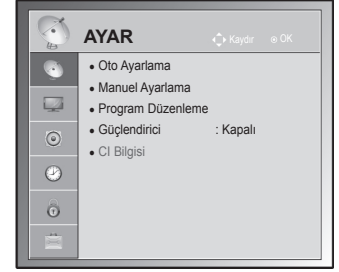 AYAR Kaydır OK
Oto Ayarlama
Manuel Ayarlama
Program Düzenleme
Güçlendirici : Kapalı
CI Bilgisi